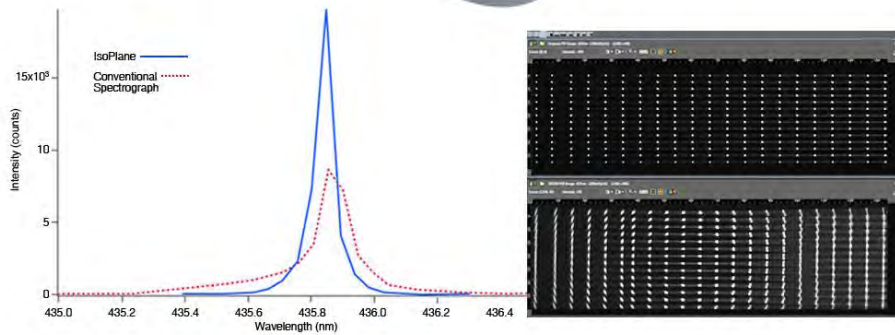 IsoPlane
Conventional
Spectrograph
Intensity (counts)
15x10³
10
5
0
435.0 435.2 435.4 435.6 435.8 436.0 436.2 436.4
Wavelength (nm)